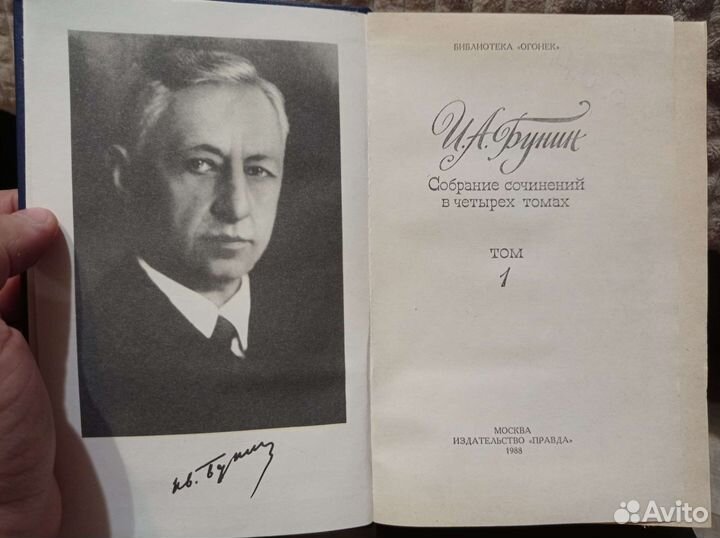 Ив. Бунин
БИБЛИОТЕКА «ОГОНЕК»
И.А. Бунин
Собрание сочинений
в четырех томах
ТОМ
1
МОСКВА
ИЗДАТЕЛЬСТВО «ПРАВДА»
1988
Avito